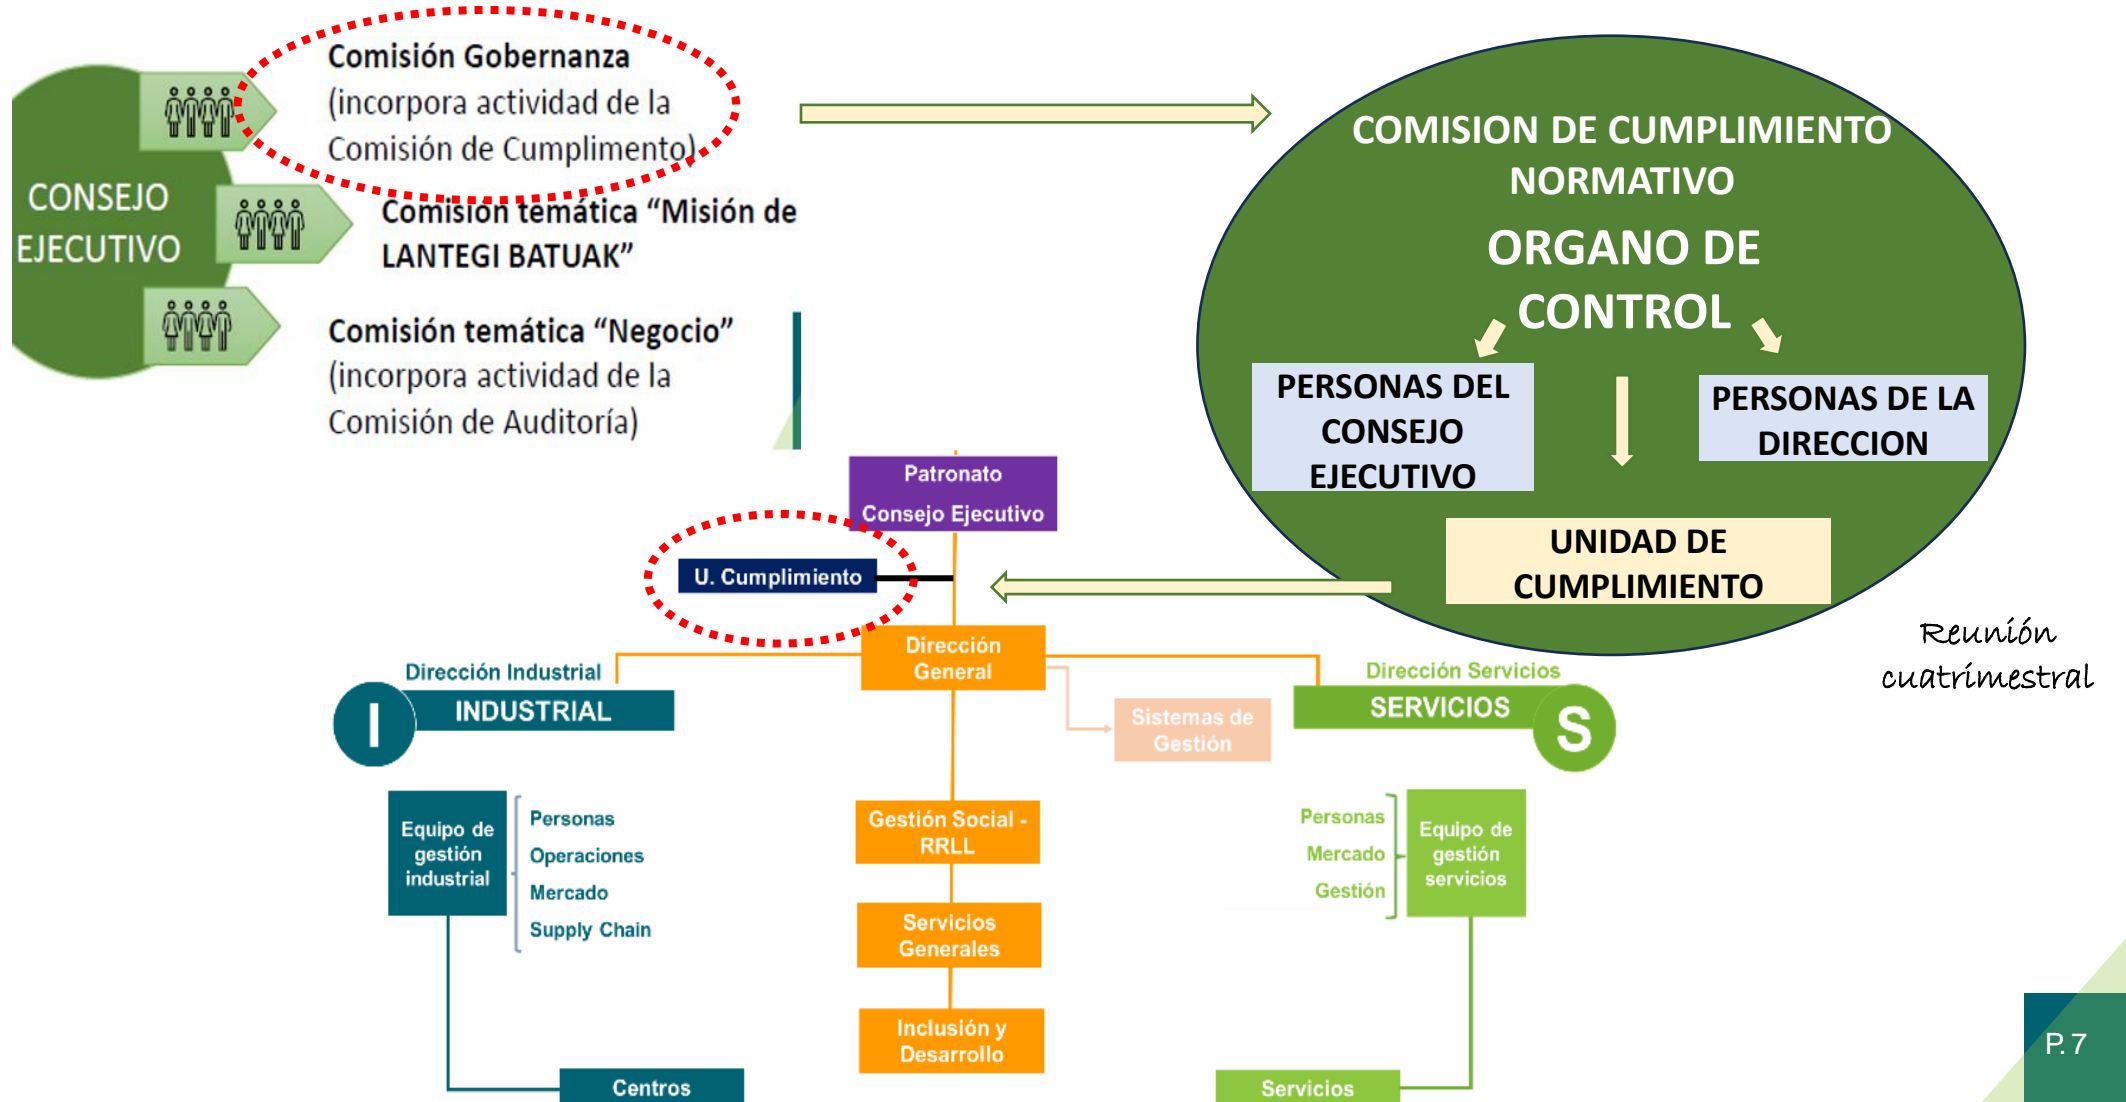 Comisión Gobernanza
(incorpora actividad de la
Comisión de Cumplimento)
CONSEJO
EJECUTIVO
Comisión temática “Misión de
LANTEGI BATUAK”
Comisión temática “Negocio”
(incorpora actividad de la
Comisión de Auditoría)
COMISION DE CUMPLIMIENTO
NORMATIVO
ORGANO DE
CONTROL
PERSONAS DEL
CONSEJO
EJECUTIVO
PERSONAS DE LA
DIRECCION
UNIDAD DE
CUMPLIMIENTO
Reunión
cuatrimestral
Patronato
Consejo Ejecutivo
U. Cumplimiento
Dirección
General
Dirección Industrial
INDUSTRIAL
I
Sistemas de
Gestión
Dirección Servicios
SERVICIOS
S
Equipo de
gestión
industrial
Personas
Operaciones
Mercado
Supply Chain
Gestión Social -
RRLL
Servicios
Generales
Inclusión y
Desarrollo
Personas
Mercado
Gestión
Equipo de
gestión
servicios
Centros
Servicios
P. 7